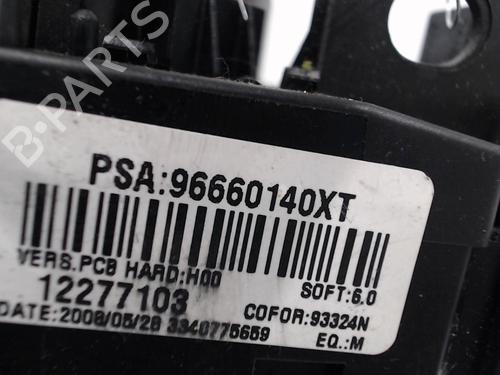 B-PARTS
PSA:96660140XT
VERS.PCB HARD:H00 SOFT:6.0
12277103 COFOR:93324N
DATE:2008/05/28 3340775659 EQ.:M